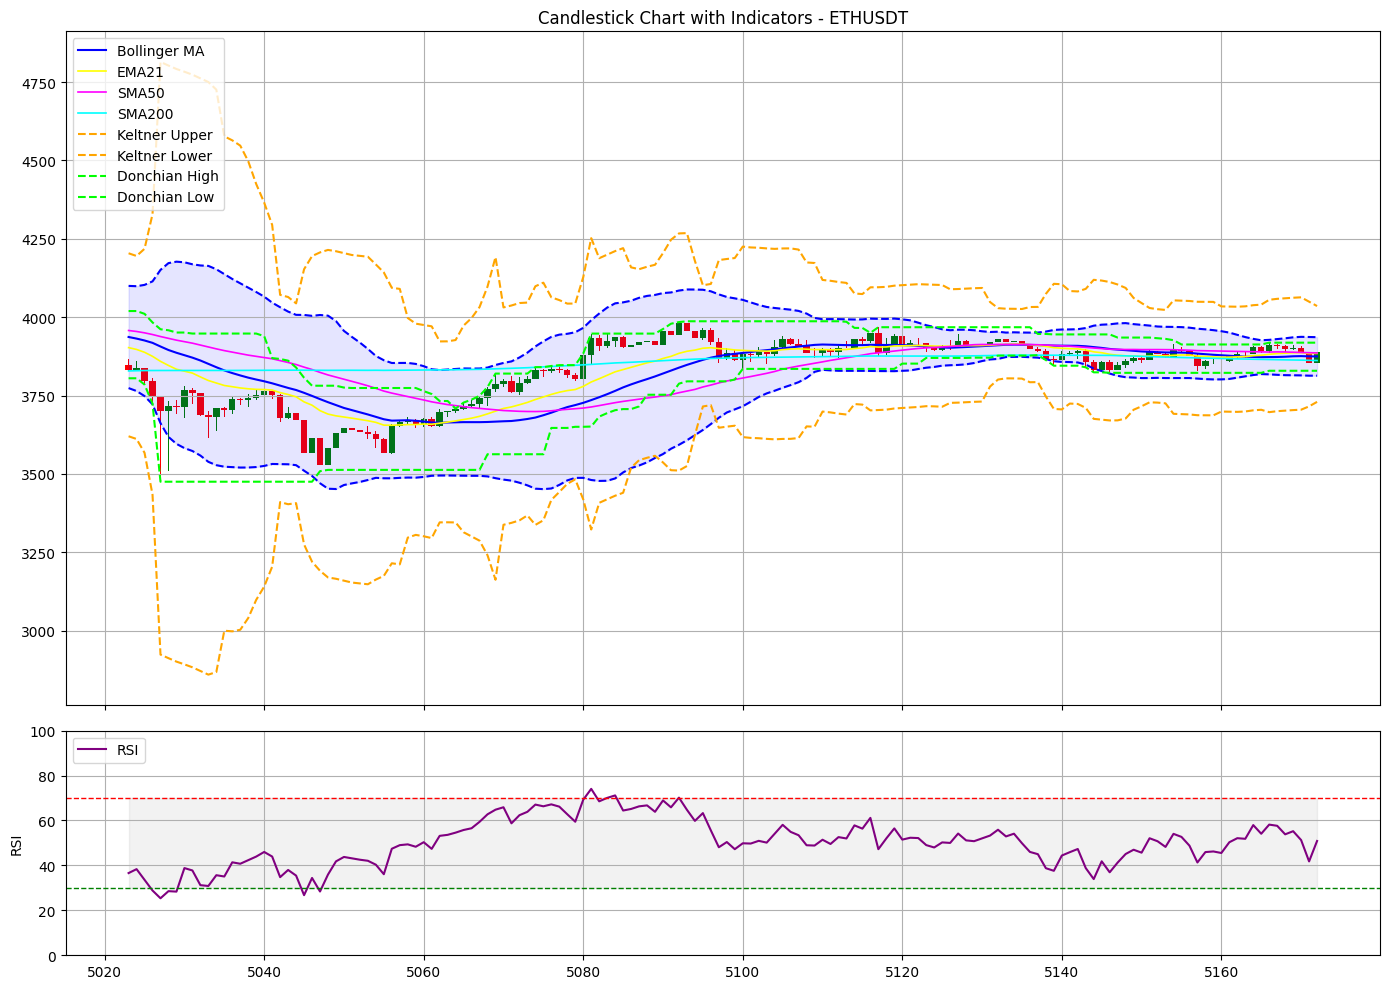 Candlestick Chart with Indicators - ETHUSDT
Bollinger MA
EMA21
SMA50
SMA200
Keltner Upper
Keltner Lower
Donchian High
Donchian Low
4750
4500
4250
4000
3750
3500
3250
3000
RSI
100
80
60
40
20
0
RSI
5020 5040 5060 5080 5100 5120 5140 5160